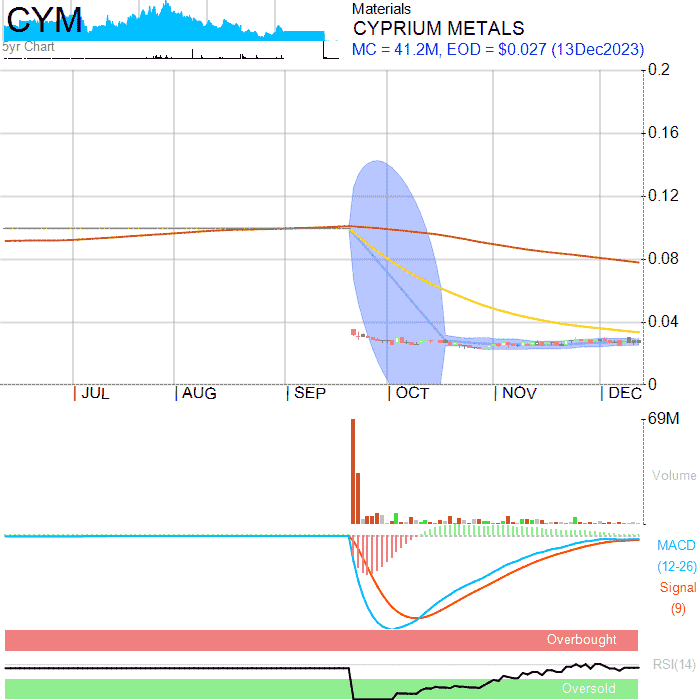 CYM
Materials
CYPRIUM METALS
MC = 41.2M, EOD = $0.027 (13Dec2023)
5yr Chart
0.2
0.16
0.12
0.08
0.04
0
JUL
AUG
SEP
OCT
NOV
DEC
69M
Volume
MACD
(12-26)
Signal
(9)
Overbought
RSI(14)
Oversold